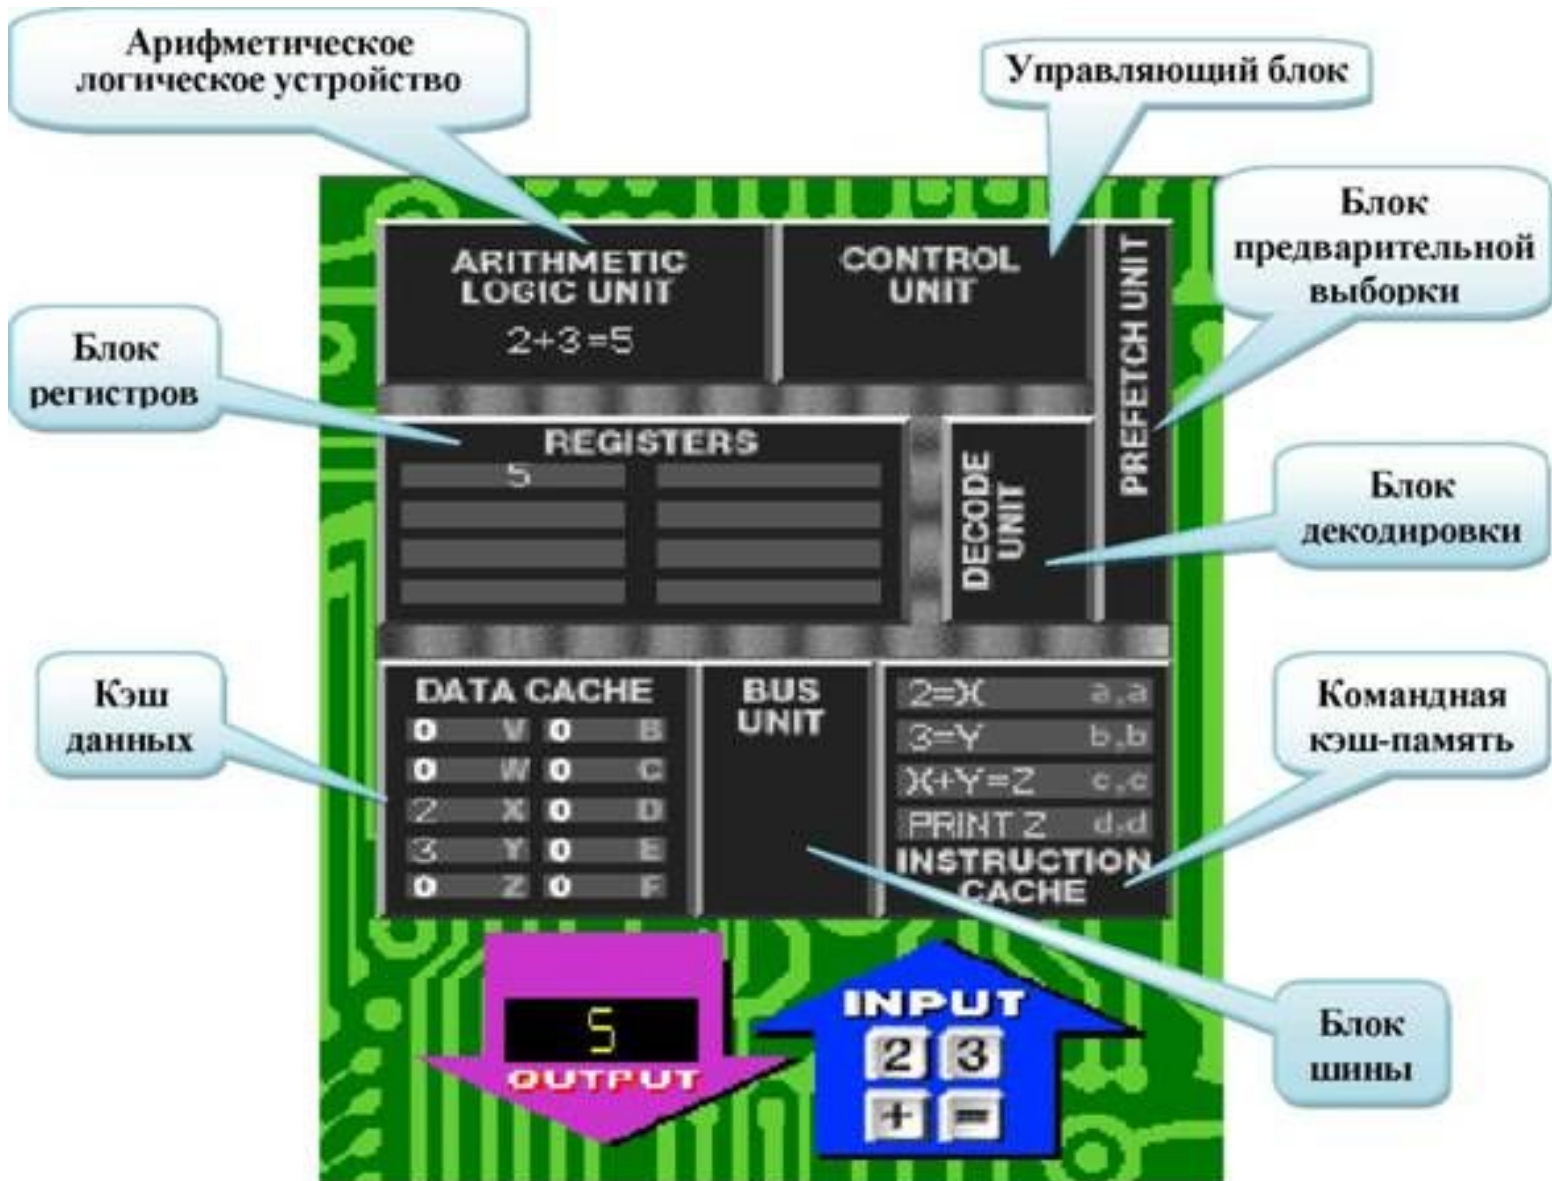 Арифметическое
логическое устройство
Управляющий блок
Блок
предварительной
выборки
Блок
регистров
Блок
декодировки
Кэш
данных
Командная
кэш-память
Блок
шины
ARITHMETIC
LOGIC UNIT
2+3=5
CONTROL
UNIT
PREFETCH UNIT
REGISTERS
5
DECODE
UNIT
DATA CACHE
0 V 0 B
0 W 0 C
2 X 0 D
3 Y 0 E
0 Z 0 F
BUS
UNIT
2=X a,a
3=Y b,b
X+Y=Z c,c
PRINT Z d,d
INSTRUCTION
CACHE
5
OUTPUT
INPUT
2 3
+ =